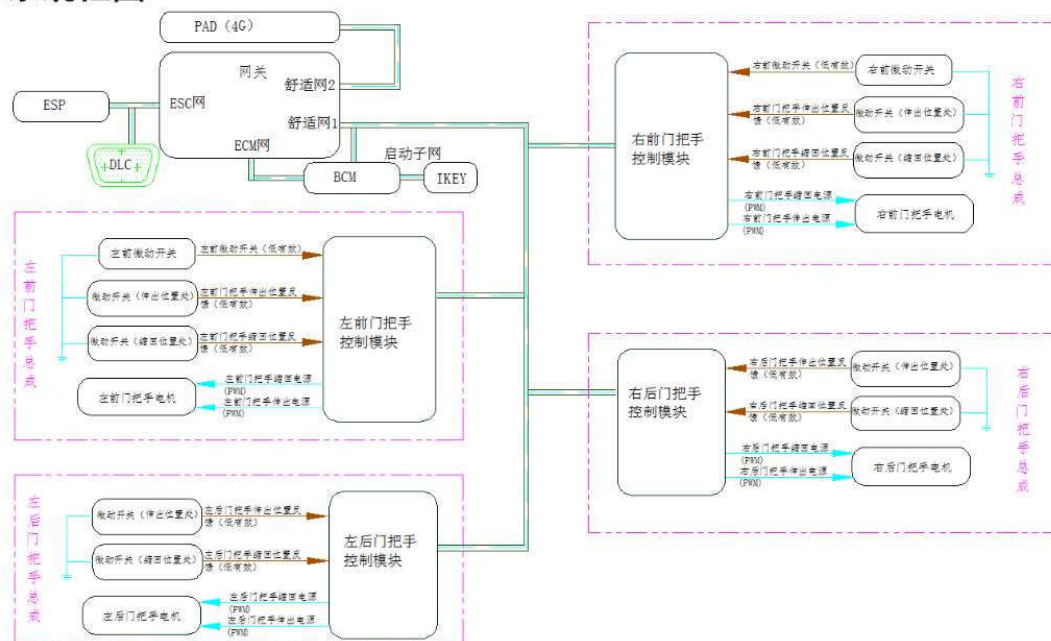 PAD (4G)
网关
舒适网2
ESP
ESC网
舒适网1
ECM网
DLC
启动子网
BCM
IKEY
右前门把手
控制模块
右前微动开关(低有效)
右前微动开关
右前门把手伸出位置反
馈(低有效)
微动开关(伸出位置处)
右前门把手缩回位置反
馈(低有效)
微动开关(缩回位置处)
右前门把手缩回电源
(PWM)
右前门把手伸出电源
(PWM)
右前门把手电机
右前门把手总成
左前门把手总成
左前微动开关
左前微动开关(低有效)
微动开关(伸出位置处)
左前门把手伸出位置反
馈(低有效)
微动开关(缩回位置处)
左前门把手缩回位置反
馈(低有效)
左前门把手电机
左前门把手缩回电源
(PWM)
左前门把手伸出电源
(PWM)
左前门把手
控制模块
右后门把手
控制模块
右后门把手伸出位置反
馈(低有效)
微动开关(伸出位置处)
右后门把手缩回位置反
馈(低有效)
微动开关(缩回位置处)
右后门把手缩回电源
(PWM)
右后门把手伸出电源
(PWM)
右后门把手电机
右后门把手总成
左后门把手总成
微动开关(伸出位置处)
左后门把手伸出位置反
馈(低有效)
微动开关(缩回位置处)
左后门把手缩回位置反
馈(低有效)
左后门把手电机
左后门把手缩回电源
(PWM)
左后门把手伸出电源
(PWM)
左后门把手
控制模块